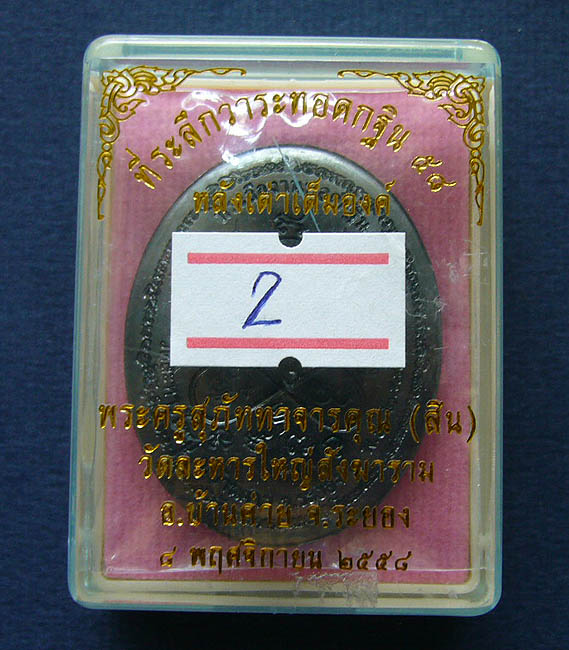 ที่ระลึกวาระทอดกฐิน ๕๘
หลังเต่าเต็มองค์
2
พระครูสุภัททาจารคุณ (สิน)
วัดละหารใหญ่สังฆาราม
อ.บ้านค่าย จ.ระยอง
๘ พฤศจิกายน ๒๕๕๘